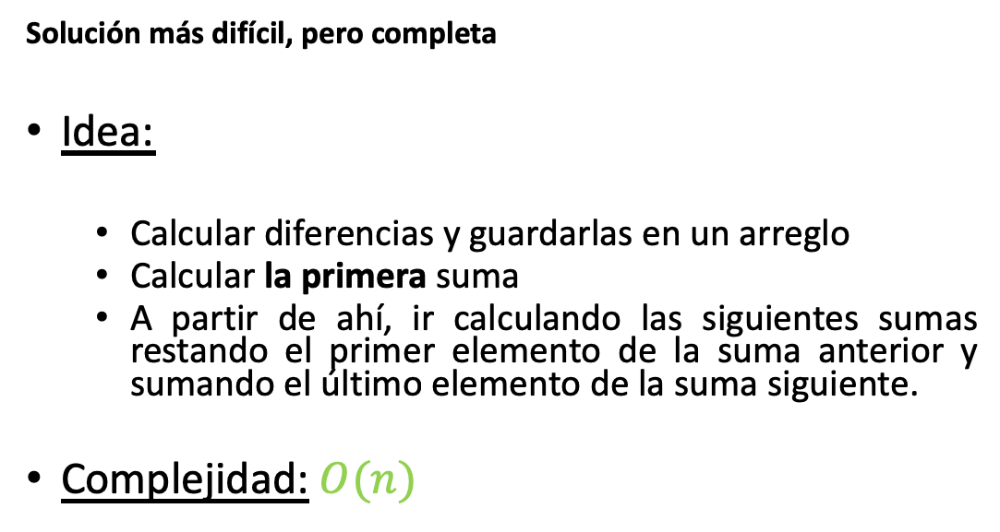 Solución más difícil, pero completa
• Idea:
• Calcular diferencias y guardarlas en un arreglo
• Calcular la primera suma
• A partir de ahí, ir calculando las siguientes sumas
restando el primer elemento de la suma anterior y
sumando el último elemento de la suma siguiente.
• Complejidad: O(n)